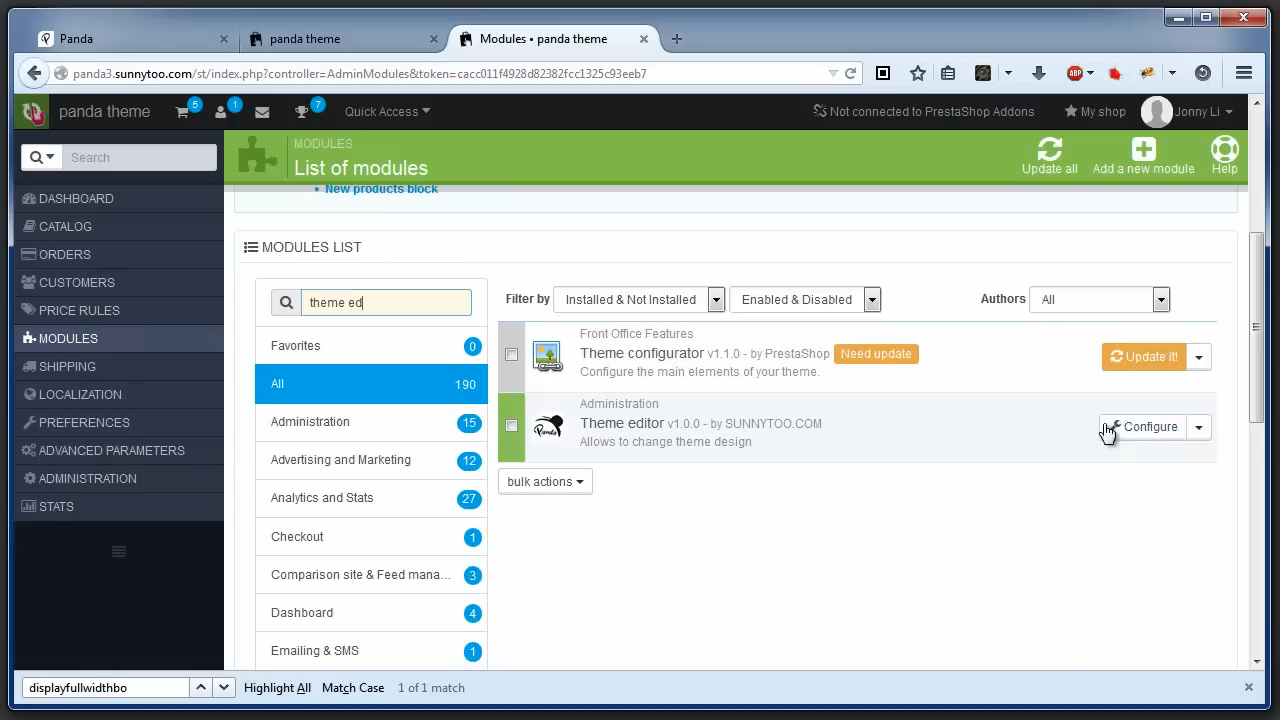 Panda
panda theme
Modules • panda theme
panda3.sunnytoo.com/st/index.php?controller=AdminModules&token=cacc011f4928d82382fcc1325c93eeb7
ABP
panda theme
5
1
7
Quick Access
Not connected to PrestaShop Addons
My shop
Jonny Li
Search
MODULES
List of modules
Update all
Add a new module
Help
DASHBOARD
CATALOG
ORDERS
CUSTOMERS
PRICE RULES
MODULES
SHIPPING
LOCALIZATION
PREFERENCES
ADVANCED PARAMETERS
ADMINISTRATION
STATS
• New products block
MODULES LIST
theme ed
Favorites 0
All 190
Administration 15
Advertising and Marketing 12
Analytics and Stats 27
Checkout 1
Comparison site & Feed mana... 3
Dashboard 4
Emailing & SMS 1
Filter by Installed & Not Installed Enabled & Disabled Authors All
Front Office Features
Theme configurator v1.1.0 - by PrestaShop Need update
Configure the main elements of your theme.
Update it!
Administration
Theme editor v1.0.0 - by SUNNYTOO.COM
Allows to change theme design
Panda
Configure
bulk actions
displayfullwidthbo Highlight All Match Case 1 of 1 match